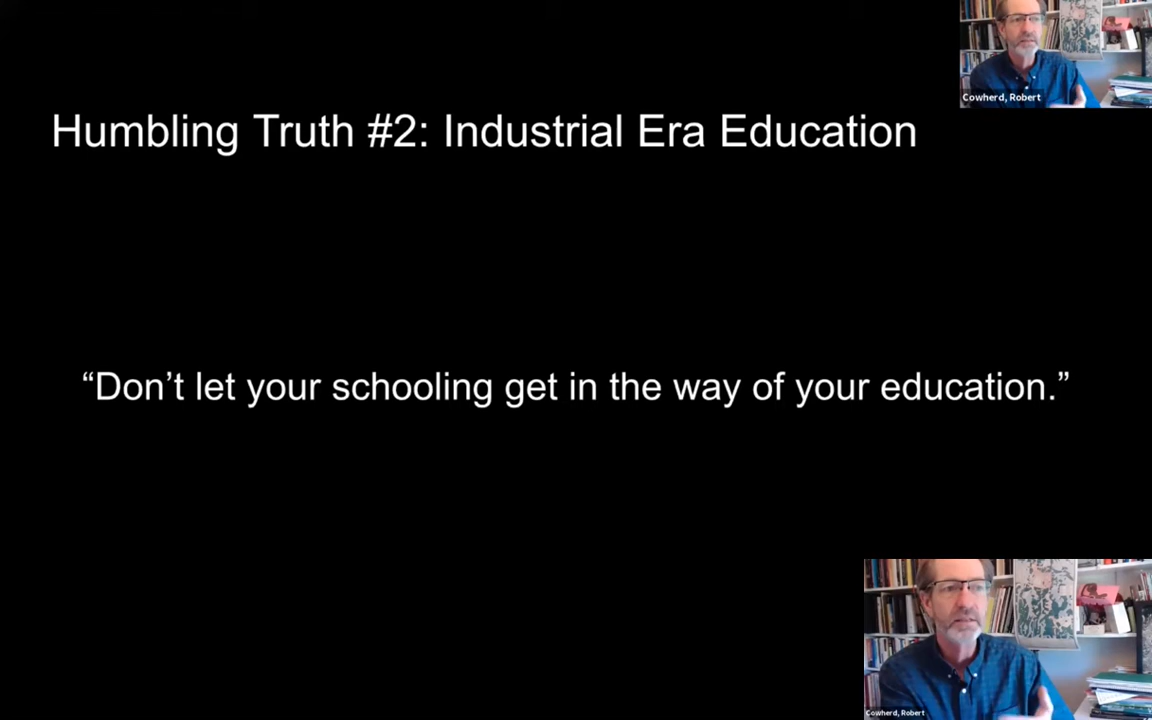 Cowherd, Robert
Humbling Truth #2: Industrial Era Education
“Don’t let your schooling get in the way of your education.”
Cowherd, Robert